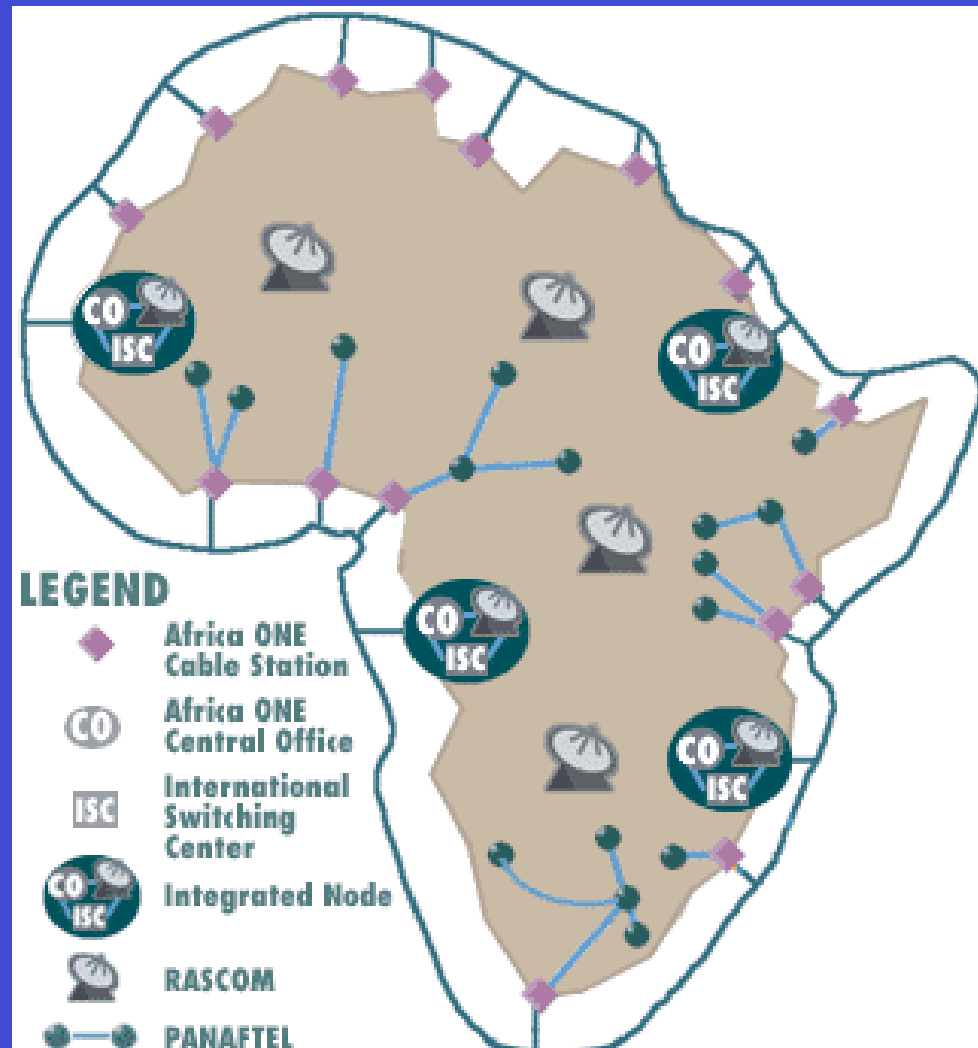 CO
ISC
CO
ISC
CO
ISC
CO
ISC
LEGEND
Africa ONE
Cable Station
CO
Africa ONE
Central Office
ISC
International
Switching
Center
CO
ISC
Integrated Node
RASCOM
PANAFTEL